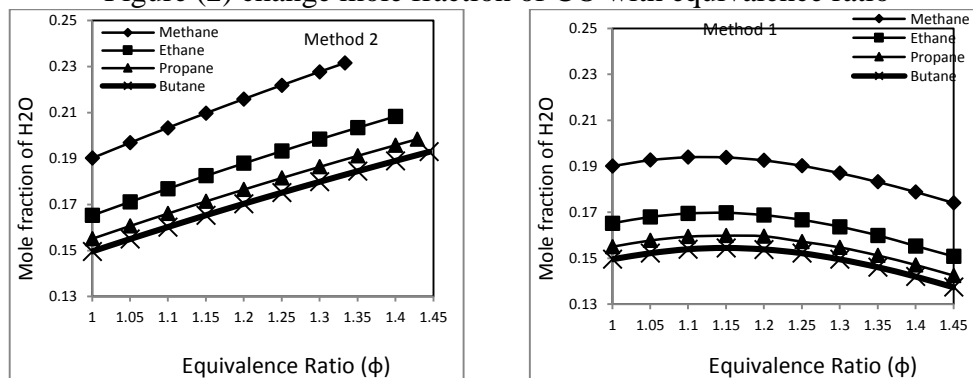 Figure (2) change mole fraction of CO with equivalence ratio
Mole fraction of H2O
0.25
0.23
0.21
0.19
0.17
0.15
0.13
Methane
Ethane
Propane
Butane
Method 2
1 1.05 1.1 1.15 1.2 1.25 1.3 1.35 1.4 1.45
Equivalence Ratio (ϕ)
Mole fraction of H2O
0.25
0.23
0.21
0.19
0.17
0.15
0.13
Method 1
Methane
Ethane
Propane
Butane
1 1.05 1.1 1.15 1.2 1.25 1.3 1.35 1.4 1.45
Equivalence Ratio (ϕ)